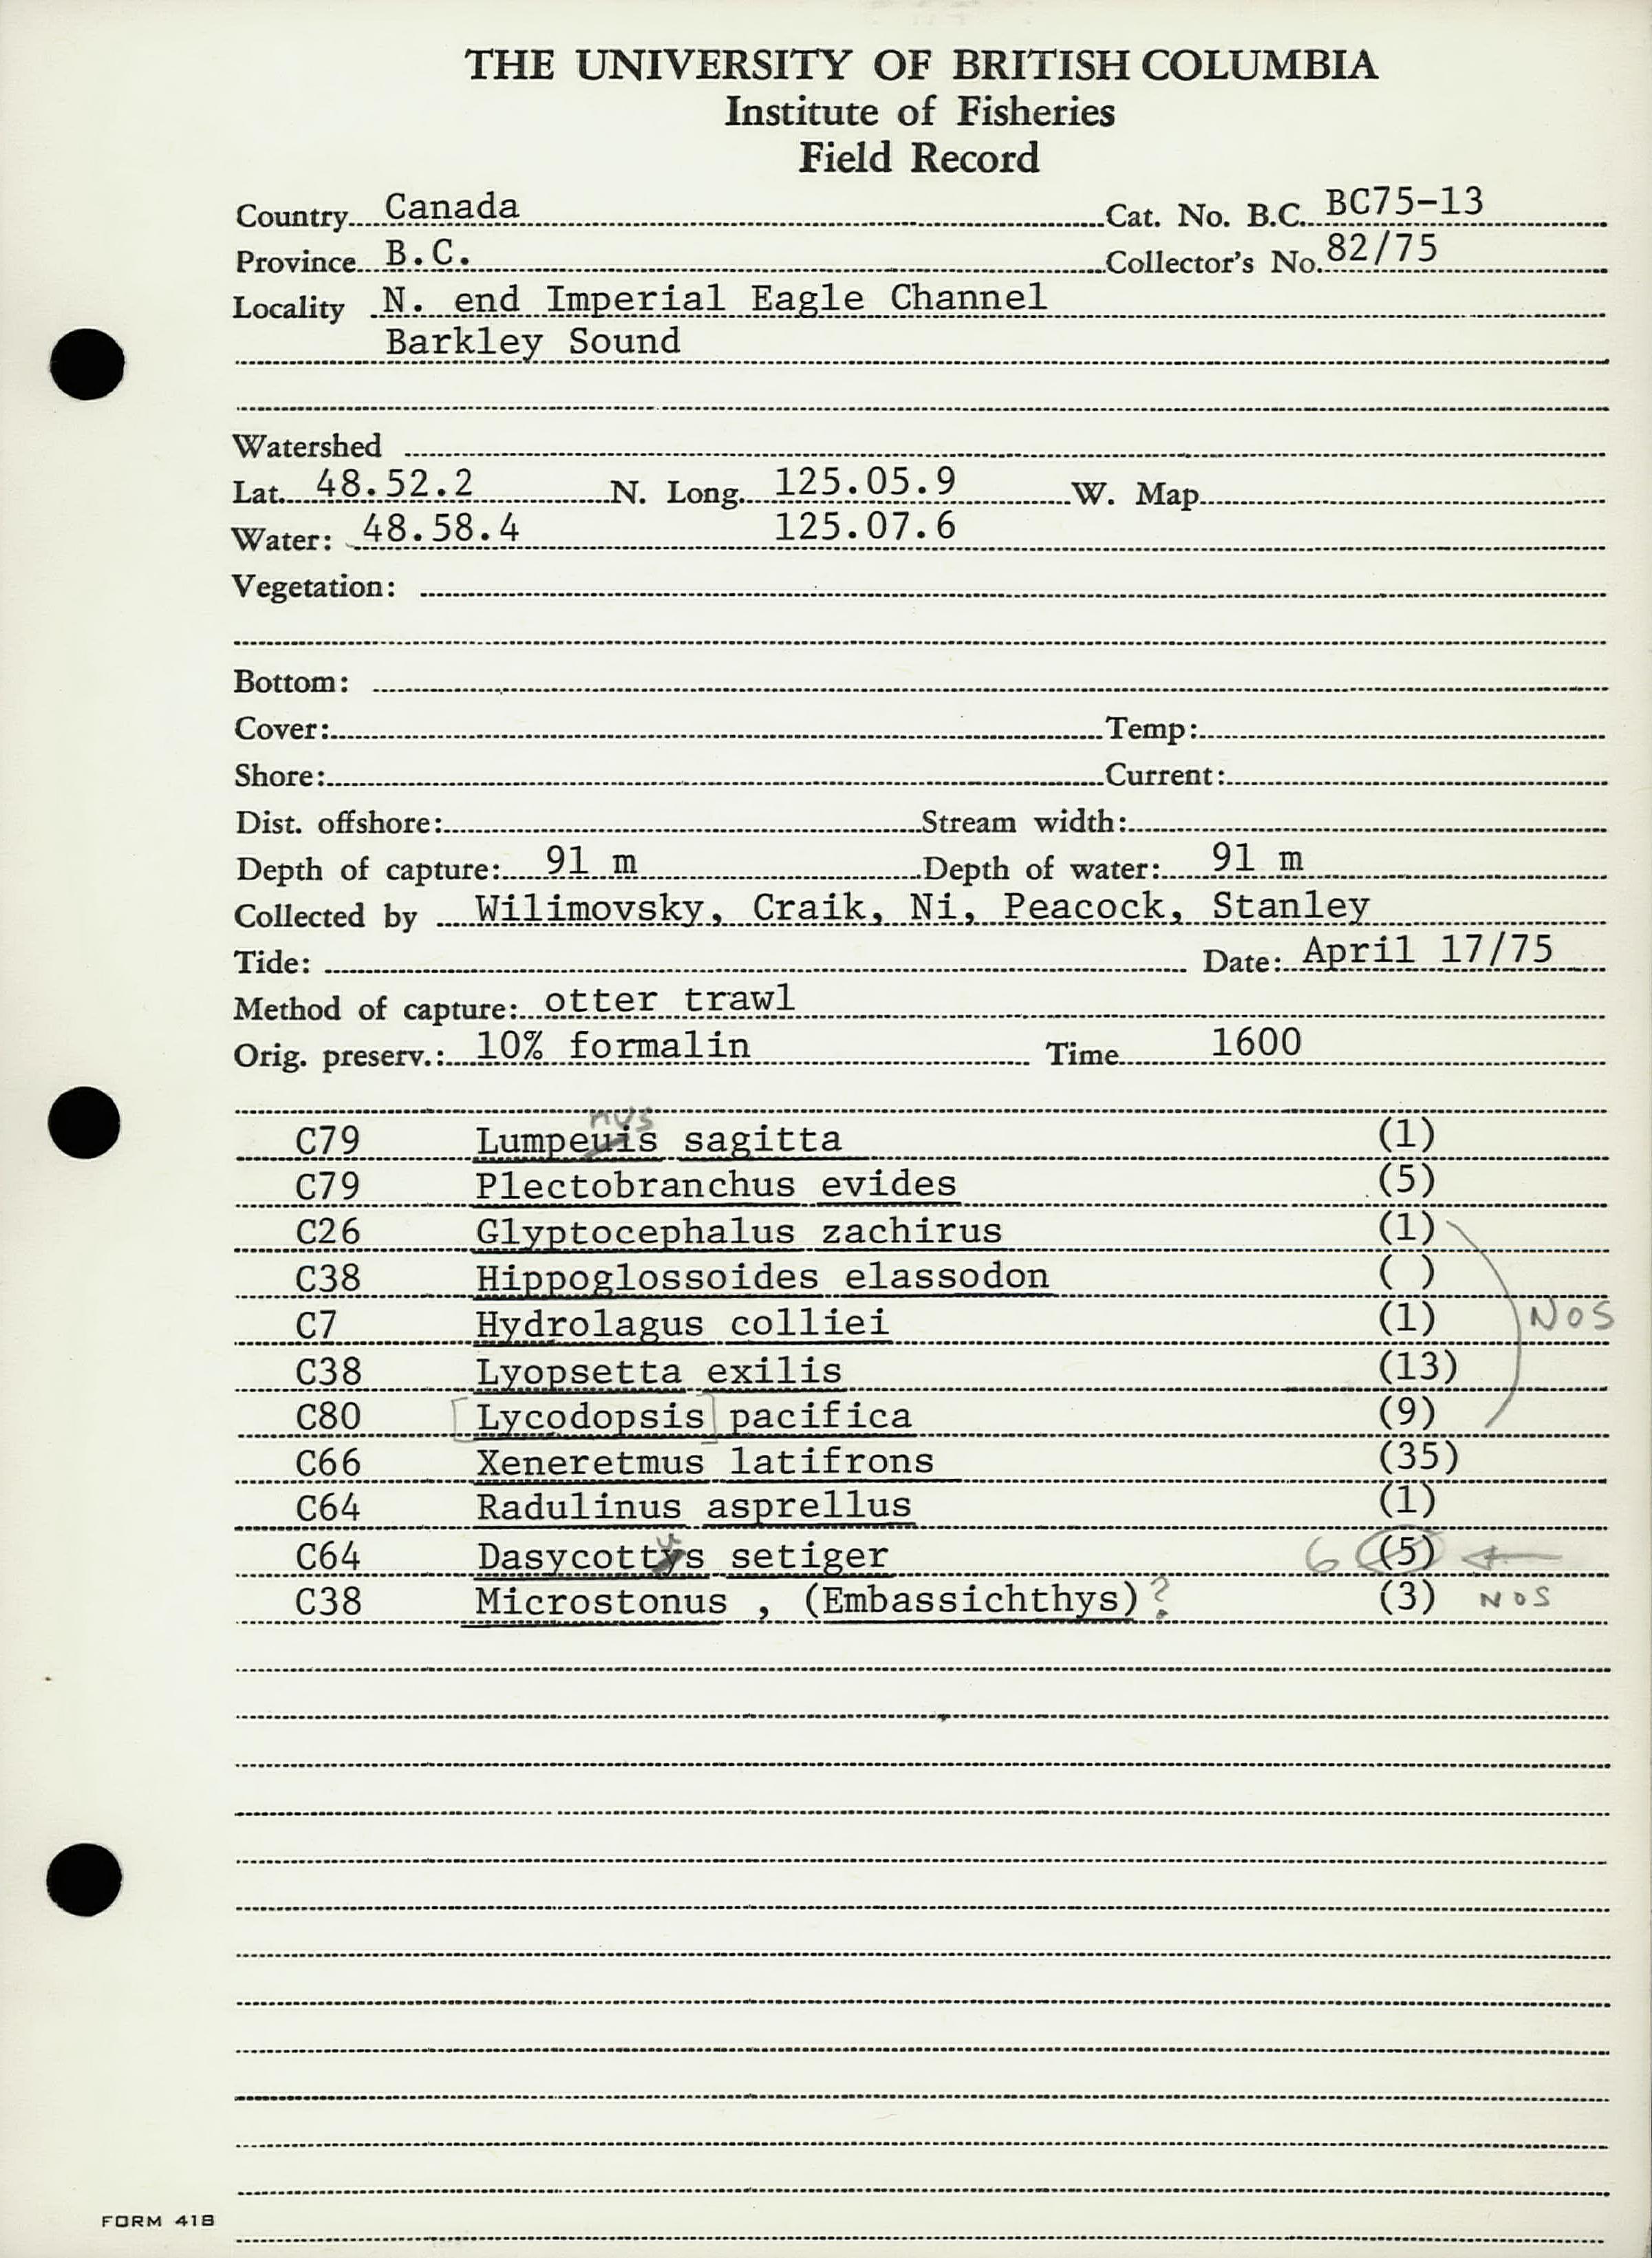 THE UNIVERSITY OF BRITISH COLUMBIA
Institute of Fisheries
Field Record
Country Canada Cat. No. B.C. BC75-13
Province B.C. Collector's No. 82/75
Locality N. end Imperial Eagle Channel
Barkley Sound
Watershed
Lat. 48.52.2 N. Long. 125.05.9 W. Map
Water: 48.58.4 125.07.6
Vegetation:
Bottom:
Cover: Temp:
Shore: Current:
Dist. offshore: Stream width:
Depth of capture: 91 m Depth of water: 91 m
Collected by Wilimovsky, Craik, Ni, Peacock, Stanley
Tide: Date: April 17/75
Method of capture: otter trawl
Orig. preserv.: 10% formalin Time 1600
nus
C79 Lumpeuis sagitta (1)
C79 Plectobranchus evides (5)
C26 Glyptocephalus zachirus (1)
C38 Hippoglossoides elassodon ( )
C7 Hydrolagus colliei (1) NOS
C38 Lyopsetta exilis (13)
C80 [Lycodopsis] pacifica (9)
C66 Xeneretmus latifrons (35)
C64 Radulinus asprellus (1)
C64 Dasycottys setiger 6 (5)
C38 Microstonus , (Embassichthys)? (3) NOS
FORM 41B